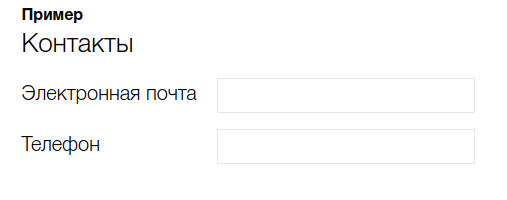 Пример
Контакты
Электронная почта
Телефон